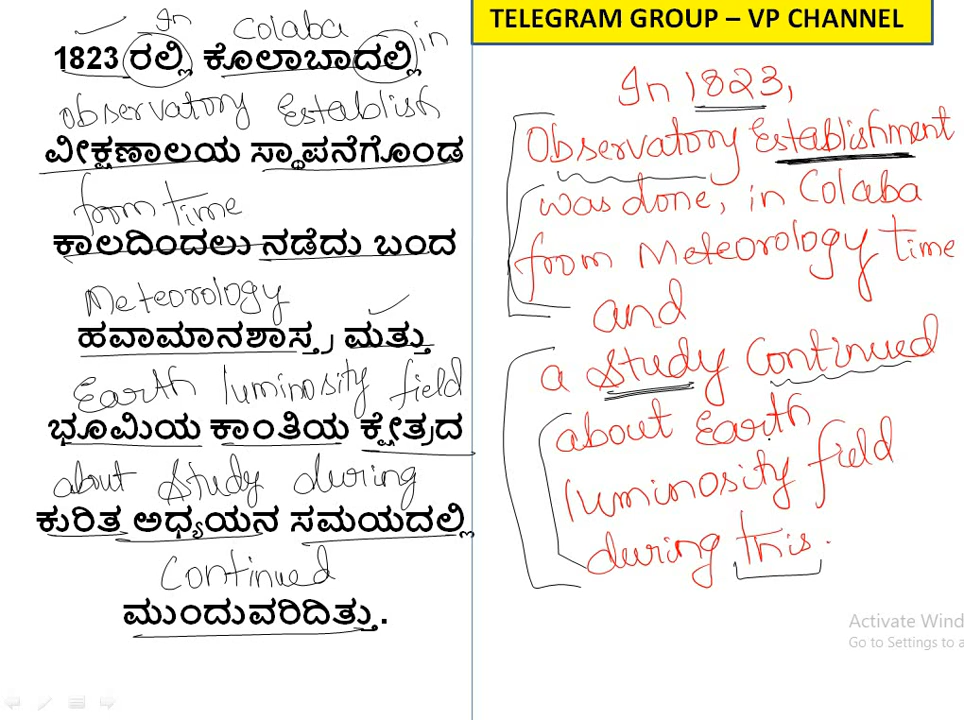 In Colaba in
1823 ರಲ್ಲಿ ಕೊಲಾಬಾದಲ್ಲಿ
Observatory Establish
ವೀಕ್ಷಣಾಲಯ ಸ್ಥಾಪನೆಗೊಂಡ
from time
ಕಾಲದಿಂದಲು ನಡೆದು ಬಂದ
Meteorology
ಹವಾಮಾನಶಾಸ್ತ್ರ ಮತ್ತು
Earth luminosity field
ಭೂಮಿಯ ಕಾಂತಿಯ ಕ್ಷೇತ್ರದ
about Study during
ಕುರಿತ ಅಧ್ಯಯನ ಸಮಯದಲ್ಲಿ
Continued
ಮುಂದುವರಿದಿತ್ತು.
TELEGRAM GROUP – VP CHANNEL
In 1823,
Observatory Establishment
was done, in Colaba
from Meteorology time
and
a Study Continued
about Earth
luminosity field
during this.
Activate Wind
Go to Settings to a